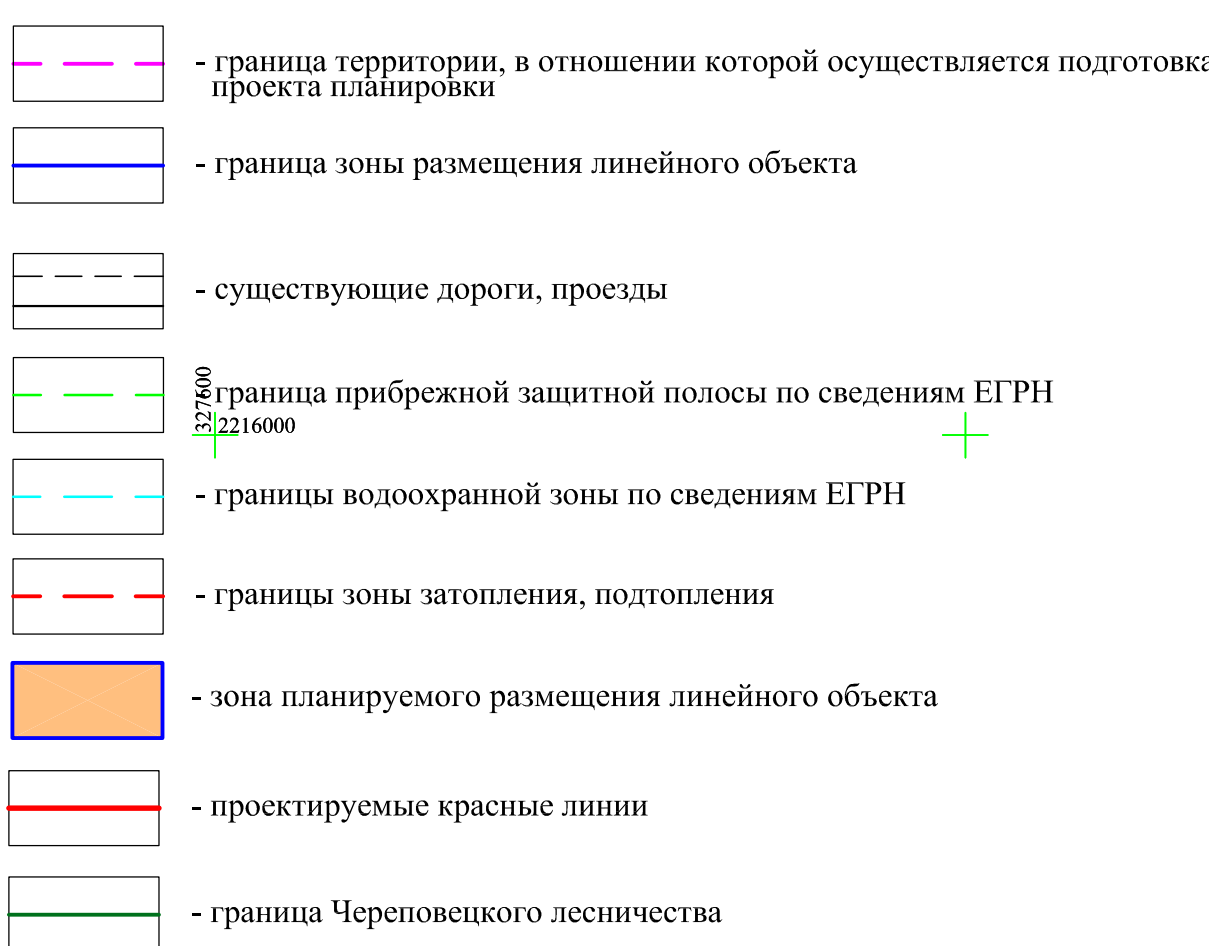 - граница территории, в отношении которой осуществляется подготовка
проекта планировки
- граница зоны размещения линейного объекта
- существующие дороги, проезды
граница прибрежной защитной полосы по сведениям ЕГРН
327600
2216000
- границы водоохранной зоны по сведениям ЕГРН
- границы зоны затопления, подтопления
- зона планируемого размещения линейного объекта
- проектируемые красные линии
- граница Череповецкого лесничества